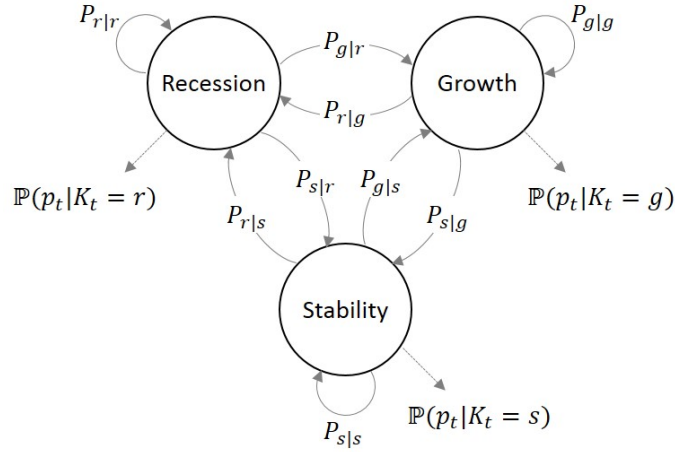 P_{r|r}
P_{g|g}
P_{g|r}
Recession
Growth
P_{r|g}
P_{s|r}
P_{g|s}
ℙ(p_t|K_t = r)
ℙ(p_t|K_t = g)
P_{r|s}
P_{s|g}
Stability
ℙ(p_t|K_t = s)
P_{s|s}